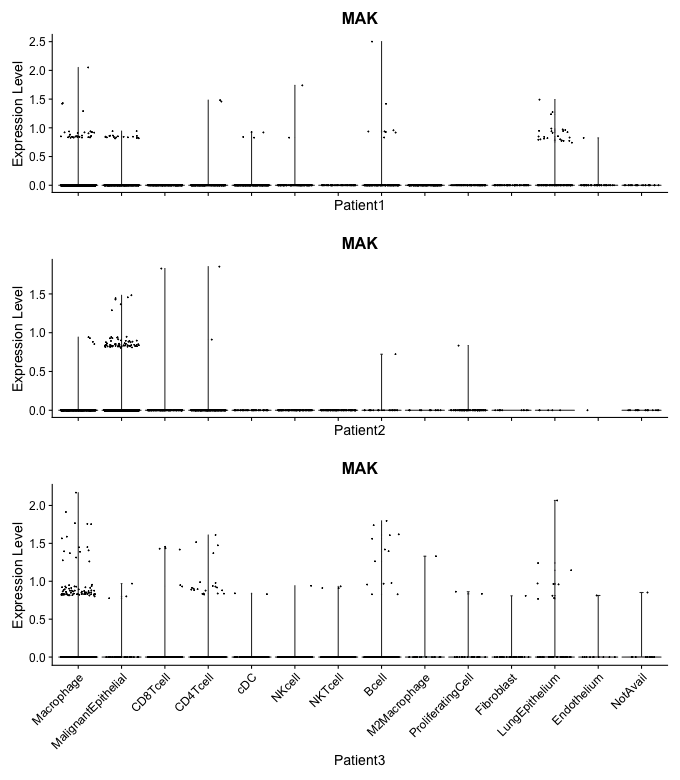 MAK
Expression Level
2.5
2.0
1.5
1.0
0.5
0.0
Patient1
MAK
Expression Level
1.5
1.0
0.5
0.0
Patient2
MAK
Expression Level
2.0
1.5
1.0
0.5
0.0
Macrophage
MalignantEpithelial
CD8Tcell
CD4Tcell
cDC
NKcell
NKTcell
Bcell
M2Macrophage
ProliferatingCell
Fibroblast
LungEpithelium
Endothelium
NotAvail
Patient3